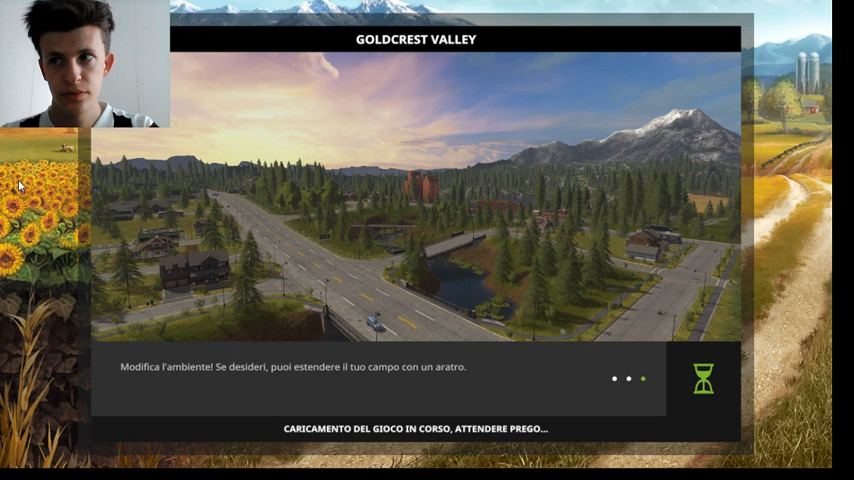 GOLDCREST VALLEY
Modifica l'ambiente! Se desideri, puoi estendere il tuo campo con un aratro.
CARICAMENTO DEL GIOCO IN CORSO, ATTENDERE PREGO...